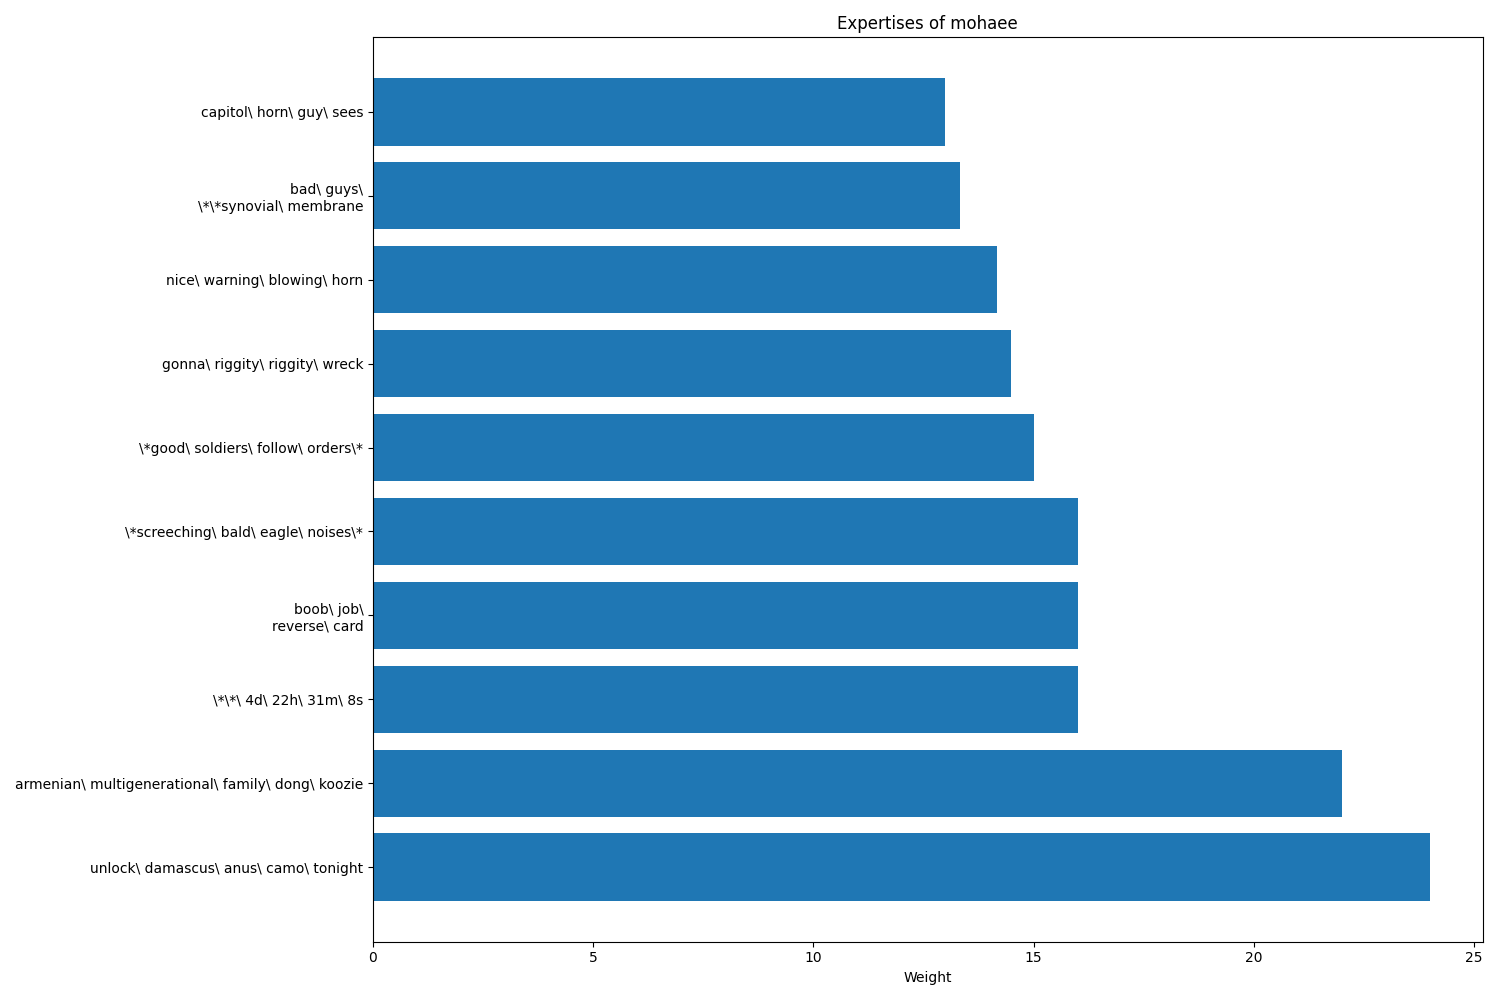 Expertises of mohaee
capitol\ horn\ guy\ sees
bad\ guys\
\*\*synovial\ membrane
nice\ warning\ blowing\ horn
gonna\ riggity\ riggity\ wreck
\*good\ soldiers\ follow\ orders\*
\*screeching\ bald\ eagle\ noises\*
boob\ job\
reverse\ card
\*\*\ 4d\ 22h\ 31m\ 8s
armenian\ multigenerational\ family\ dong\ koozie
unlock\ damascus\ anus\ camo\ tonight
0 5 10 15 20 25
Weight